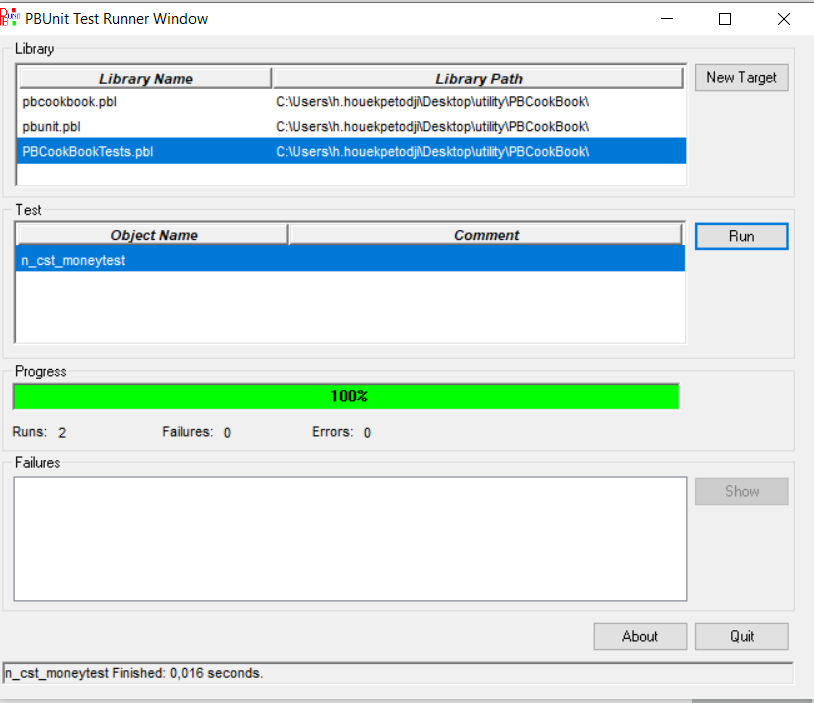 PBUnit Test Runner Window
Library
Library Name Library Path
New Target
pbcookbook.pbl C:\Users\h.houekpetodji\Desktop\utility\PBCookBook\
pbunit.pbl C:\Users\h.houekpetodji\Desktop\utility\PBCookBook\
PBCookBookTests.pbl C:\Users\h.houekpetodji\Desktop\utility\PBCookBook\
Test
Object Name Comment
Run
n_cst_moneytest
Progress
100%
Runs: 2 Failures: 0 Errors: 0
Failures
Show
About Quit
n_cst_moneytest Finished: 0,016 seconds.